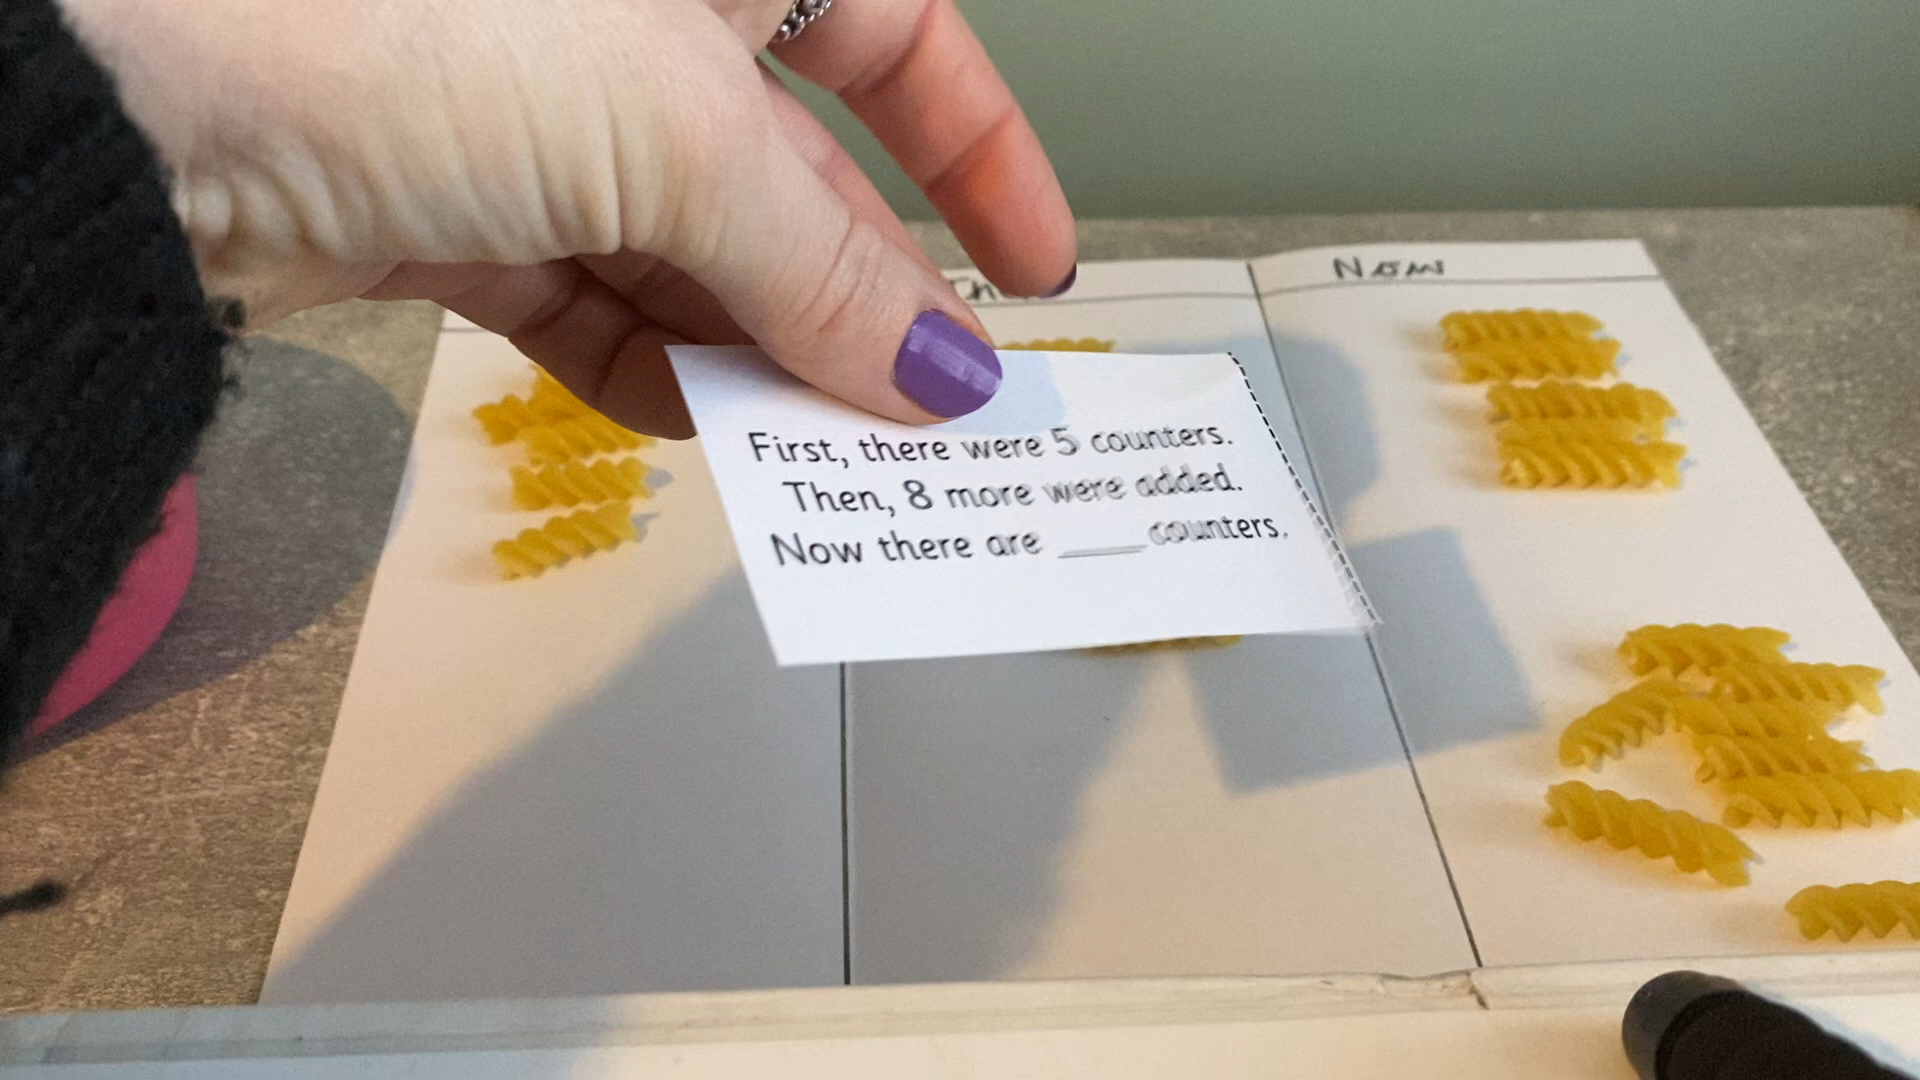 Now
First, there were 5 counters.
Then, 8 more were added.
Now there are ____ counters.